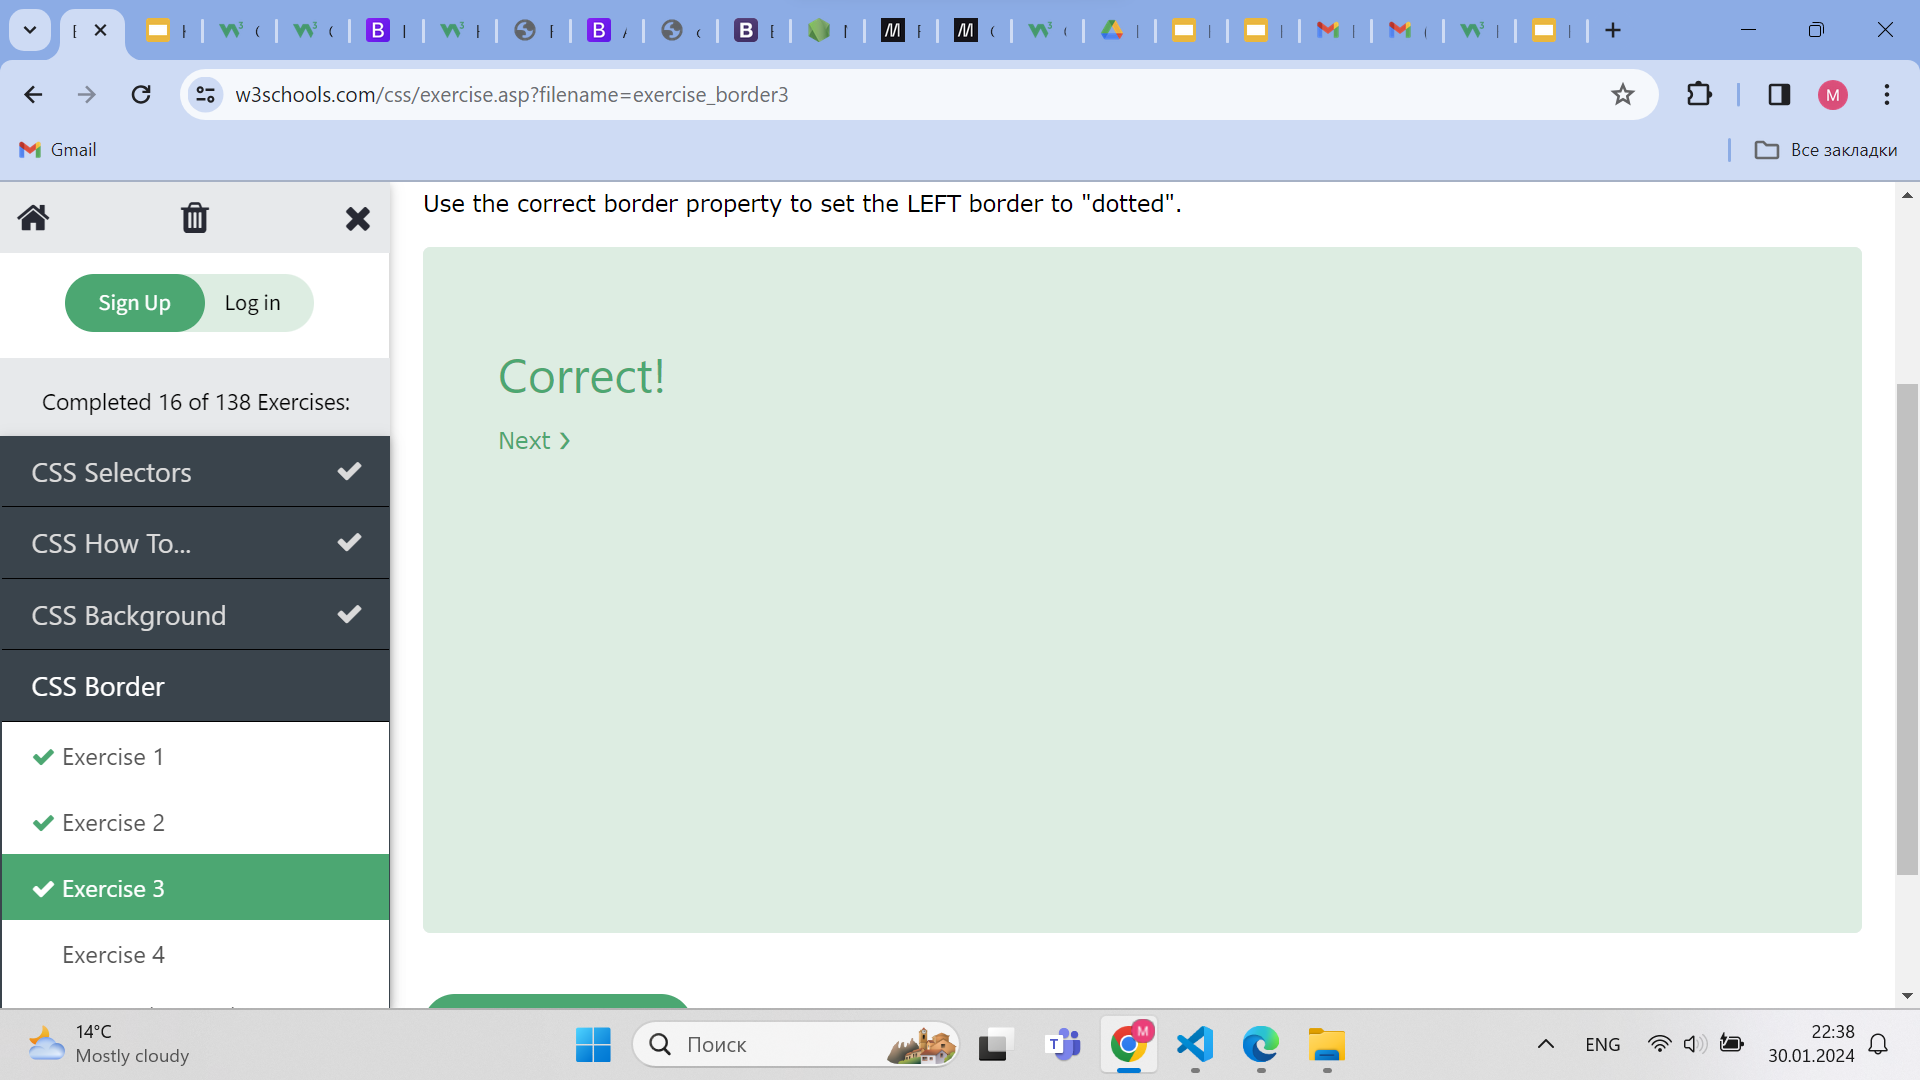 w3schools.com/css/exercise.asp?filename=exercise_border3
M
Gmail
Все закладки
Use the correct border property to set the LEFT border to "dotted".
Sign Up
Log in
Completed 16 of 138 Exercises:
Correct!
Next ❯
CSS Selectors
CSS How To...
CSS Background
CSS Border
Exercise 1
Exercise 2
Exercise 3
Exercise 4
14°C
Mostly cloudy
Поиск
ENG
22:38
30.01.2024